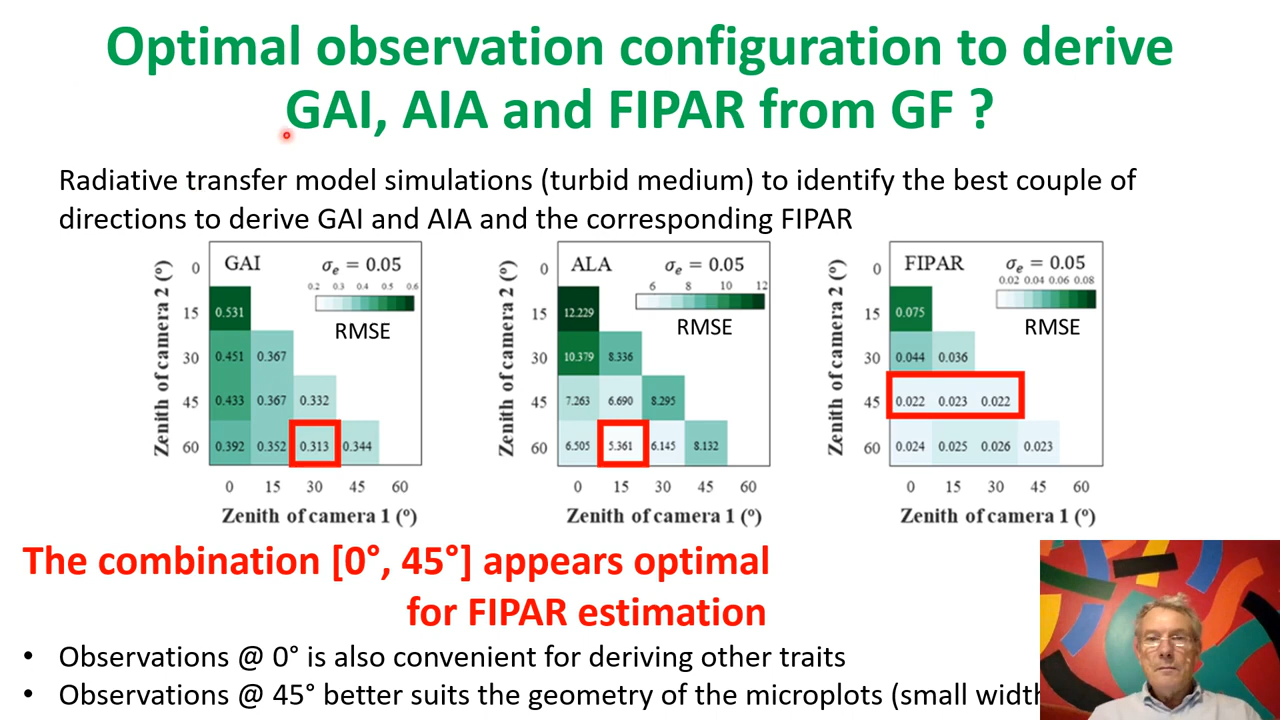 Optimal observation configuration to derive
GAI, AIA and FIPAR from GF ?
Radiative transfer model simulations (turbid medium) to identify the best couple of
directions to derive GAI and AIA and the corresponding FIPAR
Zenith of camera 2 (°)
0
15
30
45
60
GAI
σe = 0.05
0.2 0.3 0.4 0.5 0.6
RMSE
0.531
0.451 0.367
0.433 0.367 0.332
0.392 0.352 0.313 0.344
0 15 30 45 60
Zenith of camera 1 (°)
Zenith of camera 2 (°)
0
15
30
45
60
ALA
σe = 0.05
6 8 10 12
RMSE
12.229
10.379 8.336
7.263 6.690 8.295
6.505 5.361 6.145 8.132
0 15 30 45 60
Zenith of camera 1 (°)
Zenith of camera 2 (°)
0
15
30
45
60
FIPAR
σe = 0.05
0.02 0.04 0.06 0.08
RMSE
0.075
0.044 0.036
0.022 0.023 0.022
0.024 0.025 0.026 0.023
0 15 30 45 60
Zenith of camera 1 (°)
The combination [0°, 45°] appears optimal
for FIPAR estimation
• Observations @ 0° is also convenient for deriving other traits
• Observations @ 45° better suits the geometry of the microplots (small width